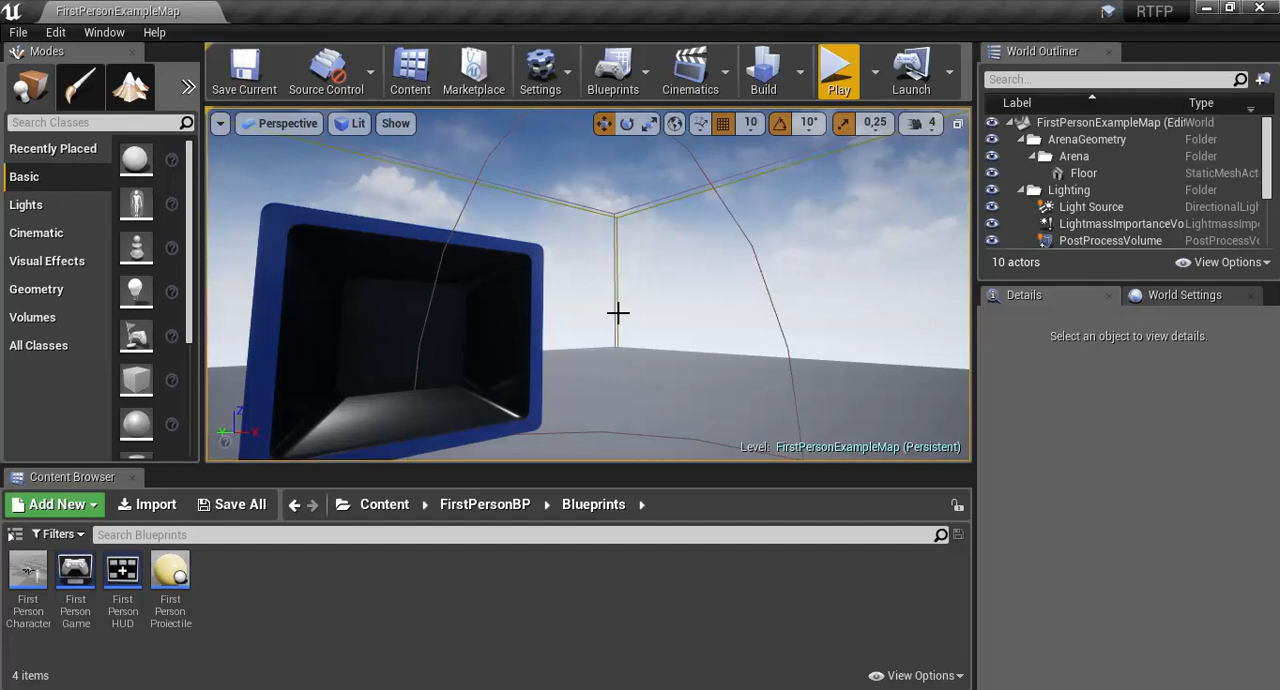 FirstPersonExampleMap
RTFP
File Edit Window Help
Modes
Search Classes
Recently Placed
Basic
Lights
Cinematic
Visual Effects
Geometry
Volumes
All Classes
Save Current
Source Control
Content
Marketplace
Settings
Blueprints
Cinematics
Build
Play
Launch
Perspective
Lit
Show
10
10°
0,25
4
Z
Y
X
Level: FirstPersonExampleMap (Persistent)
World Outliner
Search...
Label Type
FirstPersonExampleMap (Edit World
ArenaGeometry Folder
Arena Folder
Floor StaticMeshAct
Lighting Folder
Light Source DirectionalLigh
LightmassImportanceVo LightmassImpo
PostProcessVolume PostProcessVo
10 actors
View Options
Details
World Settings
Select an object to view details.
Content Browser
Add New
Import
Save All
Content
FirstPersonBP
Blueprints
Filters
Search Blueprints
First
Person
Character
First
Person
Game
First
Person
HUD
First
Person
Projectile
4 items
View Options